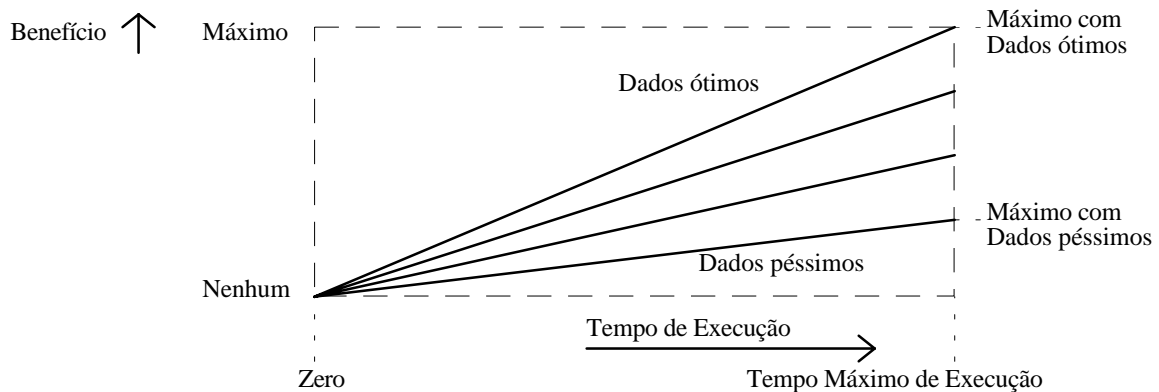 Benefício
Máximo
Máximo com
Dados ótimos
Dados ótimos
Máximo com
Dados péssimos
Dados péssimos
Nenhum
Tempo de Execução
Zero
Tempo Máximo de Execução